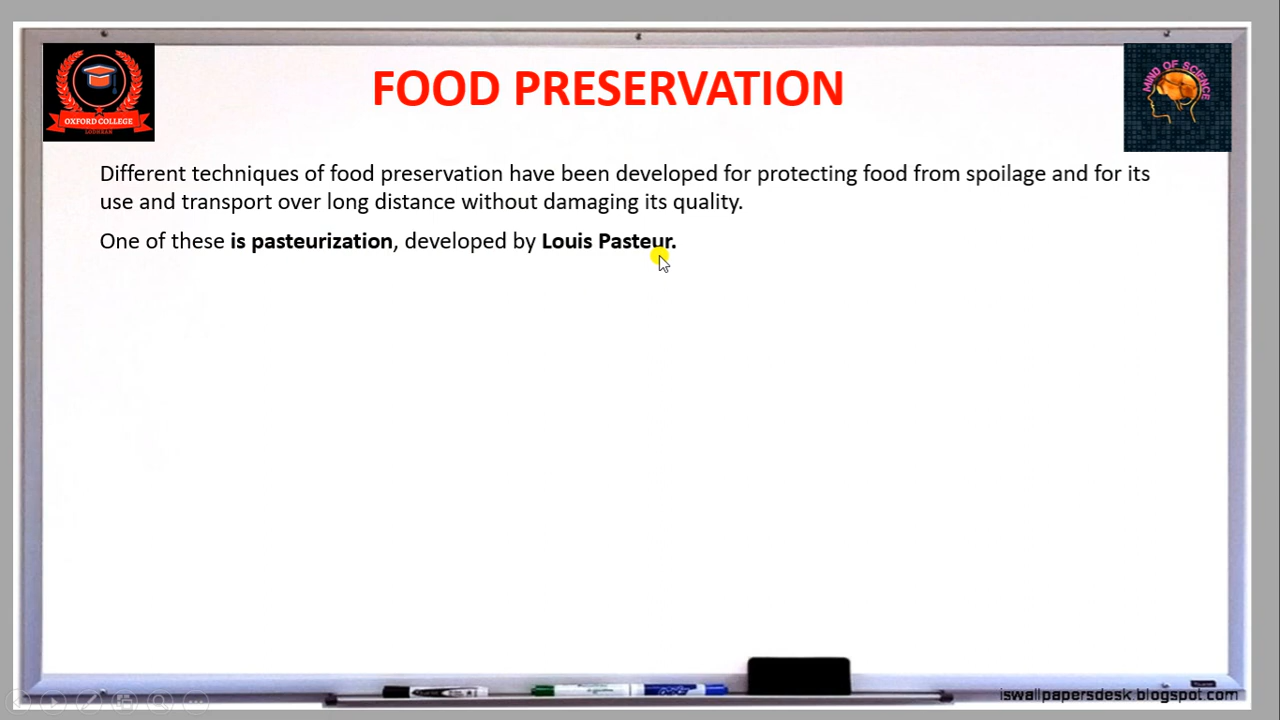 FOOD PRESERVATION
OXFORD COLLEGE
LODHRAN
MIND OF SCIENCE
Different techniques of food preservation have been developed for protecting food from spoilage and for its
use and transport over long distance without damaging its quality.
One of these is pasteurization, developed by Louis Pasteur.
iswallpapersdesk.blogspot.com